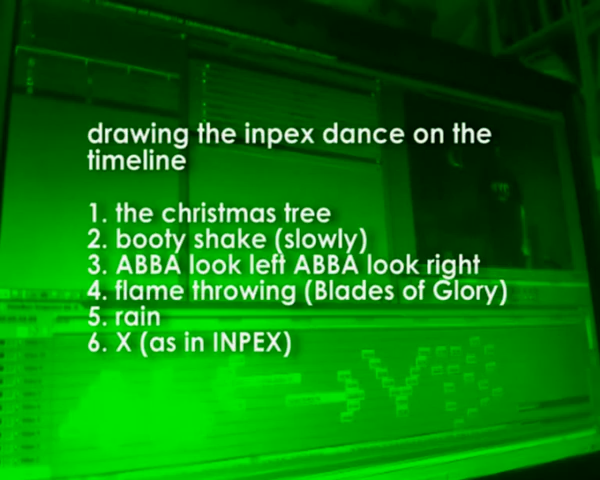 drawing the inpex dance on the
timeline
1. the christmas tree
2. booty shake (slowly)
3. ABBA look left ABBA look right
4. flame throwing (Blades of Glory)
5. rain
6. X (as in INPEX)